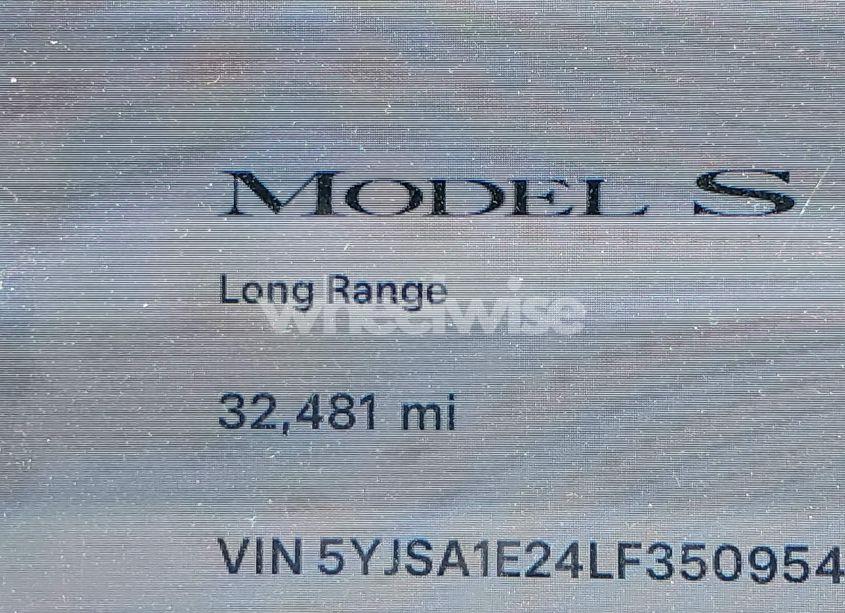 MODEL S
Long Range
wheelwise
32,481 mi
VIN 5YJSA1E24LF350954